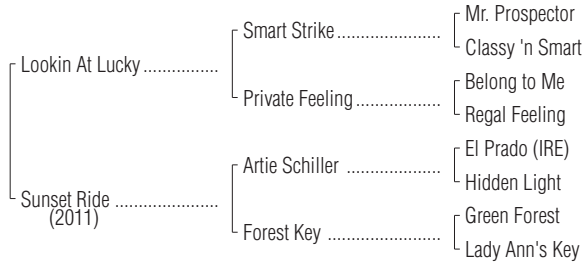 Mr. Prospector
Smart Strike
Classy 'n Smart
Lookin At Lucky
Belong to Me
Private Feeling
Regal Feeling
El Prado (IRE)
Artie Schiller
Hidden Light
Sunset Ride
(2011)
Green Forest
Forest Key
Lady Ann's Key